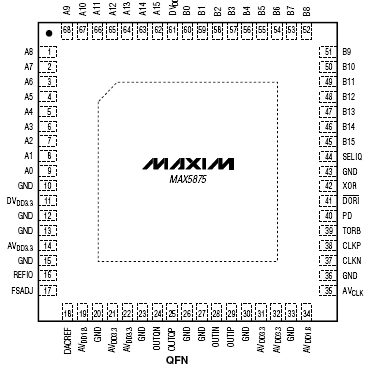 A9 A10 A11 A12 A13 A14 A15 B0 B1 B2 B3 B4 B5 B6 B7 B8
68 67 66 65 64 63 62 61 60 59 58 57 56 55 54 53 52
A8 1
A7 2
A6 3
A5 4
A4 5
A3 6
A2 7
A1 8
A0 9
GND 10
DVDD3.3 11
GND 12
GND 13
AVDD3.3 14
GND 15
REFIO 16
FSADJ 17
MAXIM
MAX5875
51 B9
50 B10
49 B11
48 B12
47 B13
46 B14
45 B15
44 SELIQ
43 GND
42 XOR
41 DORI
40 PD
39 TORB
38 CLKP
37 CLKN
36 GND
35 AVCLK
18 19 20 21 22 23 24 25 26 27 28 29 30 31 32 33 34
DACREF AVDD1.8 GND AVDD3.3 AVDD3.3 GND OUTQN OUTQP GND GND OUTIN OUTIP GND AVDD3.3 AVDD3.3 GND AVDD1.8
QFN